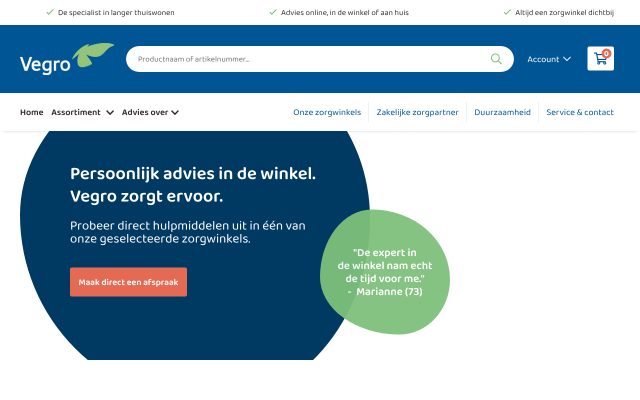 De specialist in langer thuiswonen
Advies online, in de winkel of aan huis
Altijd een zorgwinkel dichtbij
Vegro
Productnaam of artikelnummer...
Account
0
Home
Assortiment
Advies over
Onze zorgwinkels
Zakelijke zorgpartner
Duurzaamheid
Service & contact
Persoonlijk advies in de winkel.
Vegro zorgt ervoor.
Probeer direct hulpmiddelen uit in één van
onze geselecteerde zorgwinkels.
Maak direct een afspraak
"De expert in
de winkel nam echt
de tijd voor me."
- Marianne (73)